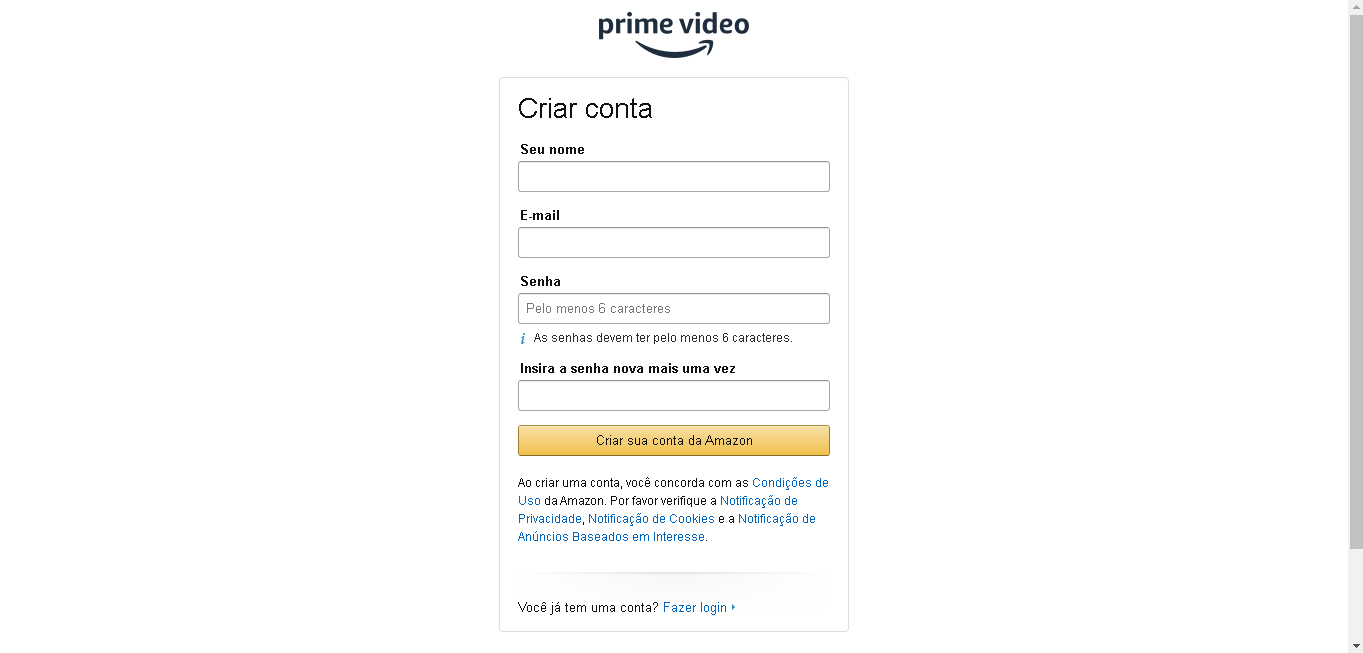 prime video
Criar conta
Seu nome
E-mail
Senha
Pelo menos 6 caracteres
i As senhas devem ter pelo menos 6 caracteres.
Insira a senha nova mais uma vez
Criar sua conta da Amazon
Ao criar uma conta, você concorda com as Condições de
Uso da Amazon. Por favor verifique a Notificação de
Privacidade, Notificação de Cookies e a Notificação de
Anúncios Baseados em Interesse.
Você já tem uma conta? Fazer login